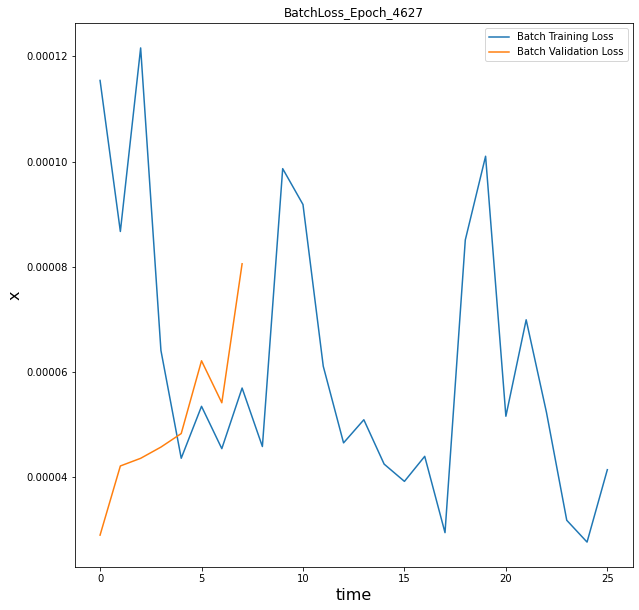 BatchLoss_Epoch_4627
Batch Training Loss
Batch Validation Loss
0.00012
0.00010
0.00008
0.00006
0.00004
x
0 5 10 15 20 25
time